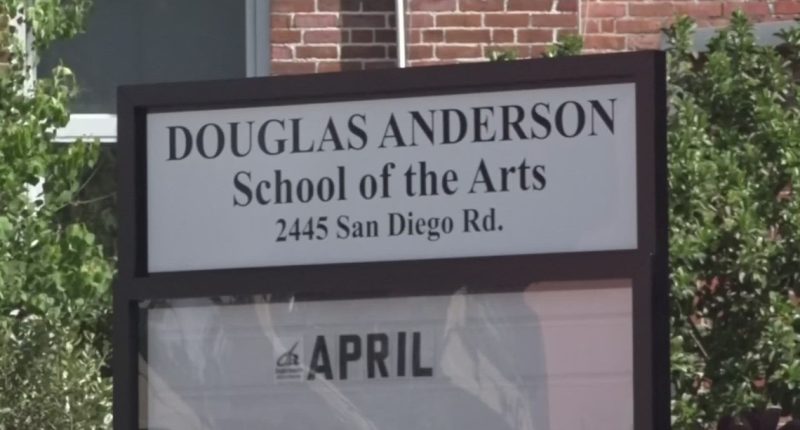 DOUGLAS ANDERSON
School of the Arts
2445 San Diego Rd.
APRIL